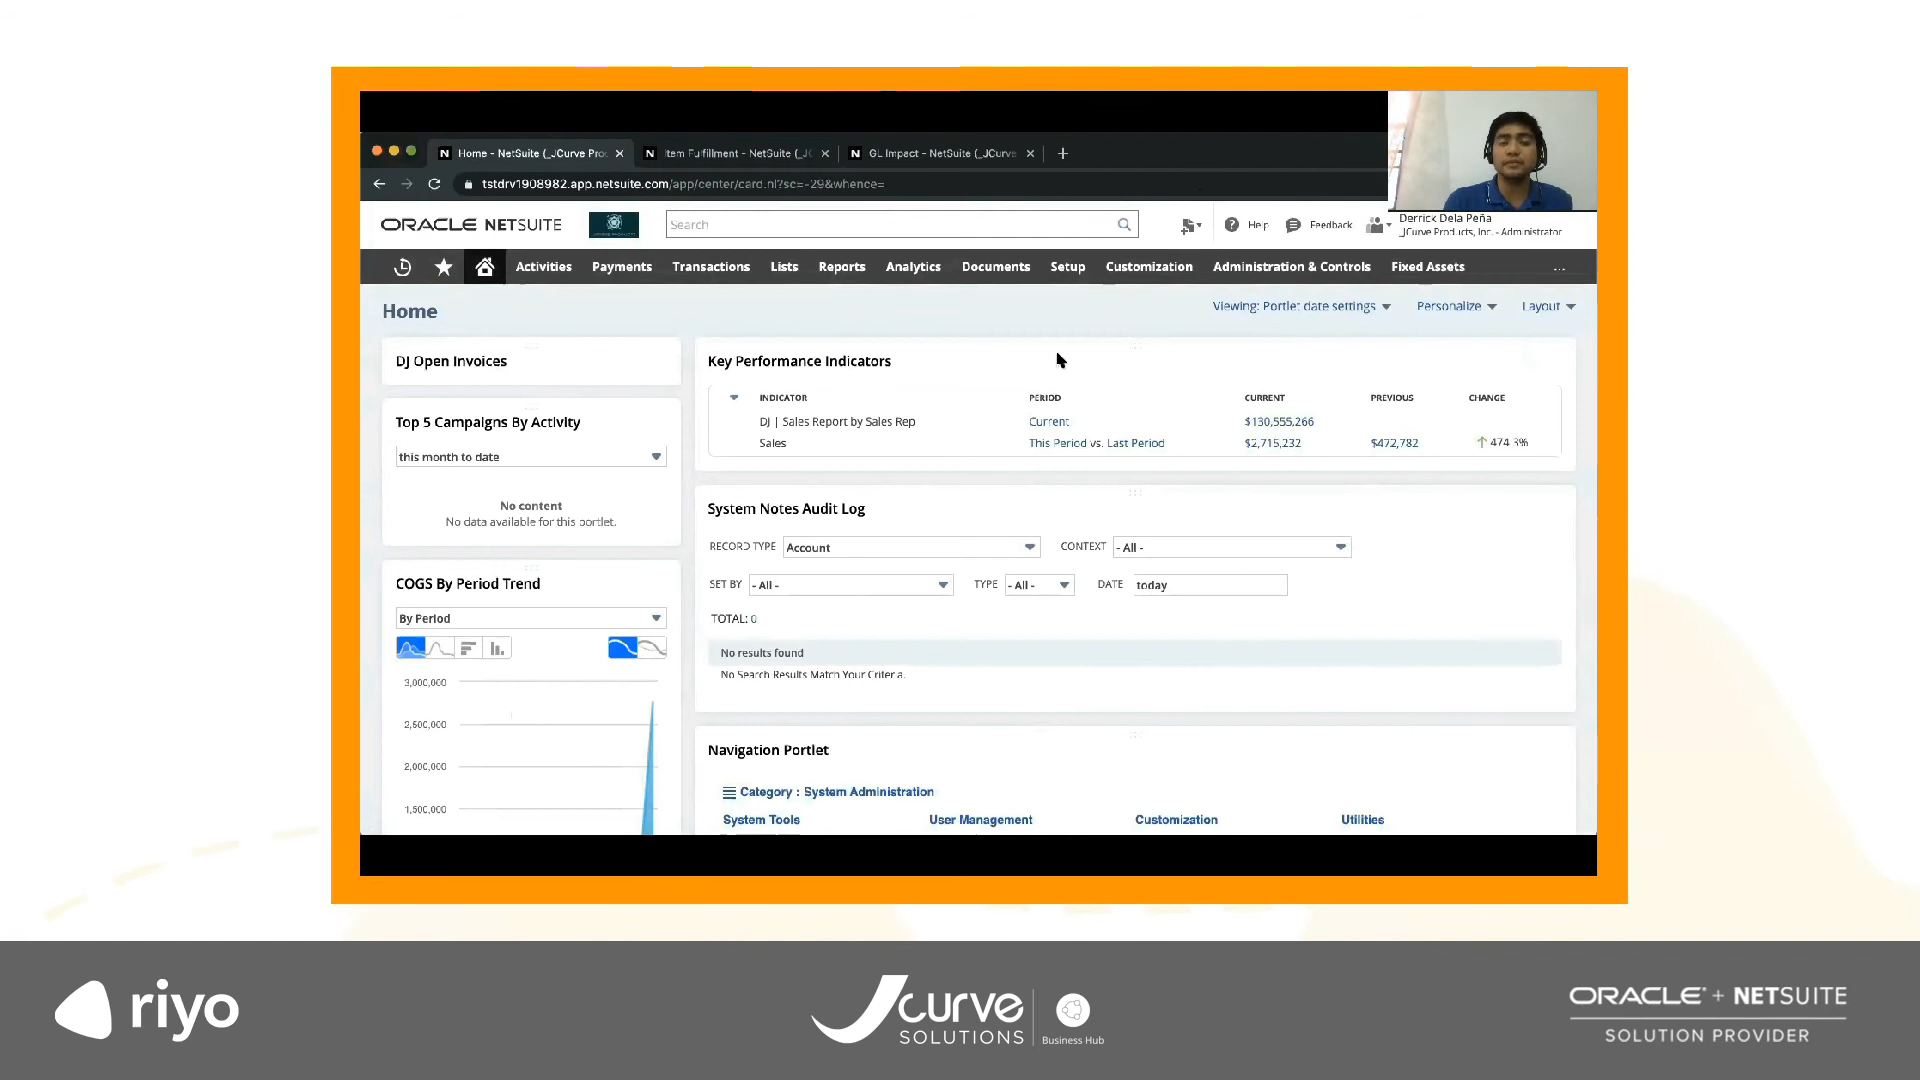 Home - NetSuite (_JCurve Pro
Item Fulfillment - NetSuite (_JC
GL Impact - NetSuite (_JCurve
tstdrv1908982.app.netsuite.com/app/center/card.nl?sc=-29&whence=
ORACLE NETSUITE
Search
Help
Feedback
Derrick Dela Peña
_JCurve Products, Inc. - Administrator
Activities Payments Transactions Lists Reports Analytics Documents Setup Customization Administration & Controls Fixed Assets ...
Home
Viewing: Portlet date settings Personalize Layout
DJ Open Invoices
Top 5 Campaigns By Activity
this month to date
No content
No data available for this portlet.
COGS By Period Trend
By Period
3,000,000
2,500,000
2,000,000
1,500,000
Key Performance Indicators
INDICATOR PERIOD CURRENT PREVIOUS CHANGE
DJ | Sales Report by Sales Rep Current $130,555,266
Sales This Period vs. Last Period $2,715,232 $472,782 474.3%
System Notes Audit Log
RECORD TYPE Account CONTEXT - All -
SET BY - All - TYPE - All - DATE today
TOTAL: 0
No results found
No Search Results Match Your Criteria.
Navigation Portlet
Category : System Administration
System Tools User Management Customization Utilities
riyo
Jcurve
SOLUTIONS
Business Hub
ORACLE + NETSUITE
SOLUTION PROVIDER